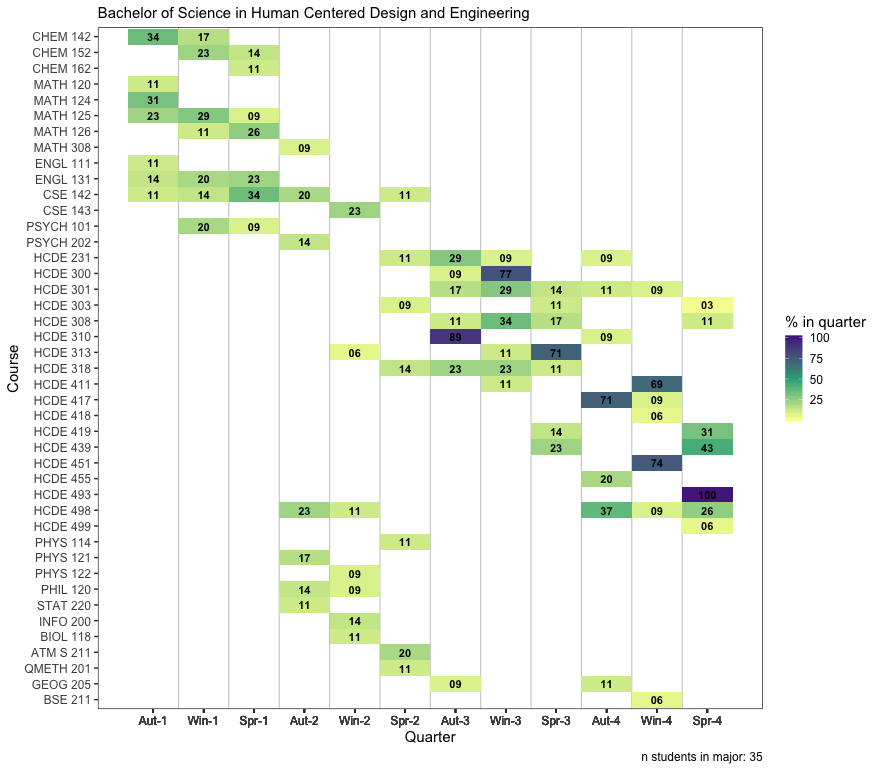 Bachelor of Science in Human Centered Design and Engineering
Course
CHEM 142 34 17
CHEM 152 23 14
CHEM 162 11
MATH 120 11
MATH 124 31
MATH 125 23 29 09
MATH 126 11 26
MATH 308 09
ENGL 111 11
ENGL 131 14 20 23
CSE 142 11 14 34 20 11
CSE 143 23
PSYCH 101 20 09
PSYCH 202 14
HCDE 231 11 29 09 09
HCDE 300 09 77
HCDE 301 17 29 14 11 09
HCDE 303 09 11 03
HCDE 308 11 34 17 11
HCDE 310 89 09
HCDE 313 06 11 71
HCDE 318 14 23 23 11
HCDE 411 11 69
HCDE 417 71 09
HCDE 418 06
HCDE 419 14 31
HCDE 439 23 43
HCDE 451 74
HCDE 455 20
HCDE 493 100
HCDE 498 23 11 37 09 26
HCDE 499 06
PHYS 114 11
PHYS 121 17
PHYS 122 09
PHIL 120 14 09
STAT 220 11
INFO 200 14
BIOL 118 11
ATM S 211 20
QMETH 201 11
GEOG 205 09 11
BSE 211 06
Aut-1 Win-1 Spr-1 Aut-2 Win-2 Spr-2 Aut-3 Win-3 Spr-3 Aut-4 Win-4 Spr-4
Quarter
% in quarter
100
75
50
25
n students in major: 35